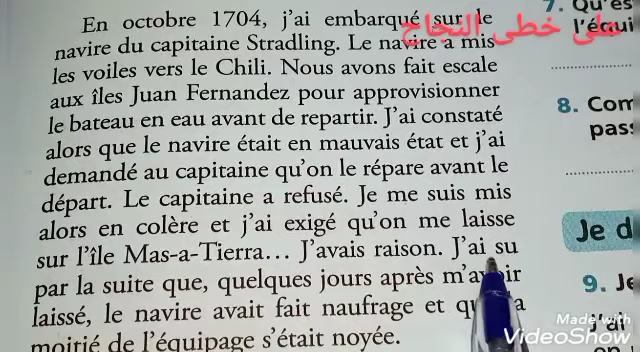 En octobre 1704, j'ai embarqué sur le
navire du capitaine Stradling. Le navire a mis
les voiles vers le Chili. Nous avons fait escale
aux îles Juan Fernandez pour approvisionner
le bateau en eau avant de repartir. J'ai constaté
alors que le navire était en mauvais état et j'ai
demandé au capitaine qu'on le répare avant le
départ. Le capitaine a refusé. Je me suis mis
alors en colère et j'ai exigé qu'on me laisse
sur l'île Mas-a-Tierra... J'avais raison. J'ai su
par la suite que, quelques jours après m'avoir
laissé, le navire avait fait naufrage et
moitié de l'équipage s'était noyée.
على خطى النجاح
7. Qu'es
l'équi
8. Com
pass
Je d
9. Je
J'ai
Made with
VideoShow